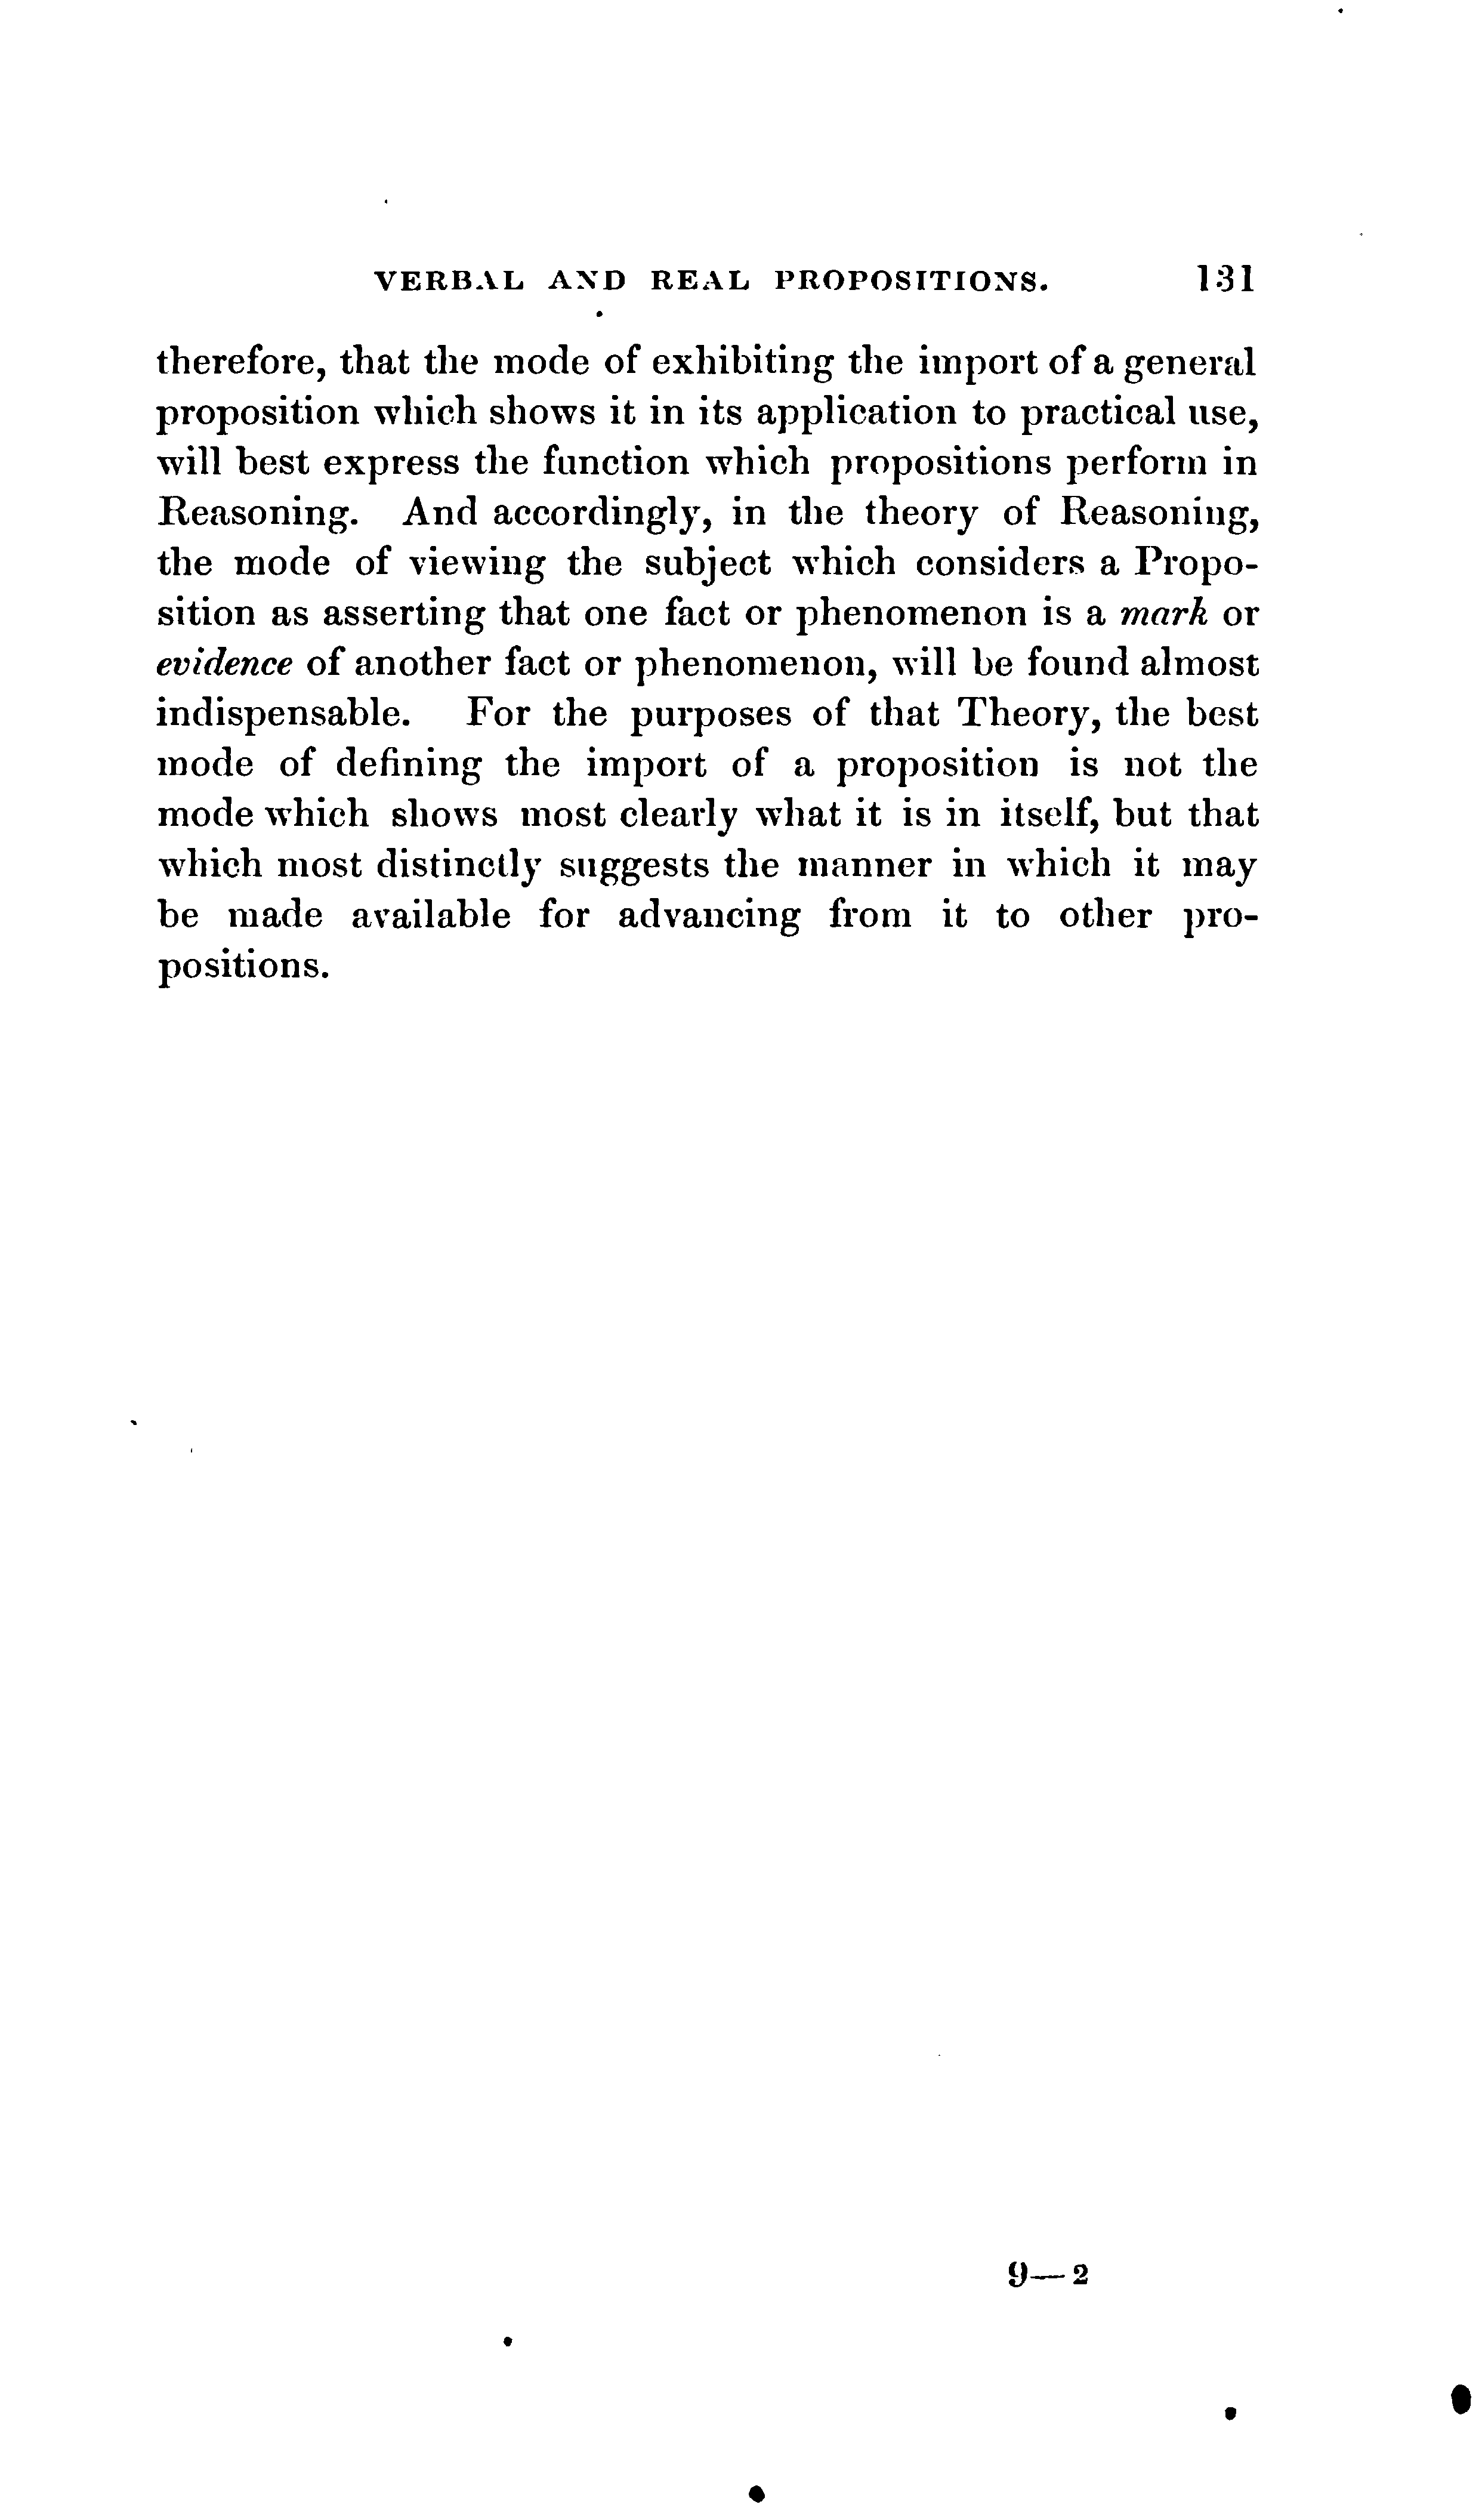 VERBAL AND REAL PROPOSITIONS. 131
therefore, that the mode of exhibiting the import of a general
proposition which shows it in its application to practical use,
will best express the function which propositions perform in
Reasoning. And accordingly, in the theory of Reasoning,
the mode of viewing the subject which considers a Propo-
sition as asserting that one fact or phenomenon is a mark or
evidence of another fact or phenomenon, will be found almost
indispensable. For the purposes of that Theory, the best
mode of defining the import of a proposition is not the
mode which shows most clearly what it is in itself, but that
which most distinctly suggests the manner in which it may
be made available for advancing from it to other pro-
positions.
9—2